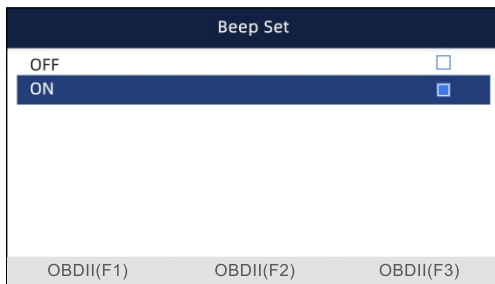 Beep Set
OFF
ON
OBDII(F1) OBDII(F2) OBDII(F3)